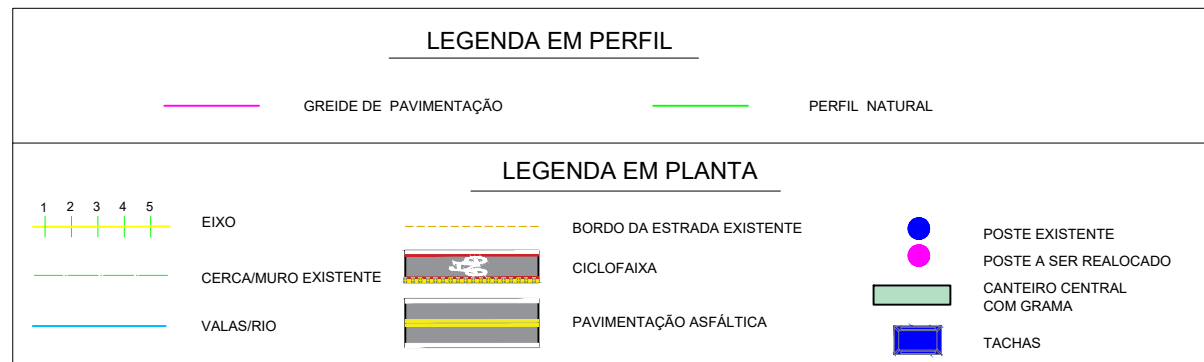 LEGENDA EM PERFIL
GREIDE DE PAVIMENTAÇÃO
PERFIL NATURAL
LEGENDA EM PLANTA
1 2 3 4 5
EIXO
CERCA/MURO EXISTENTE
VALAS/RIO
BORDO DA ESTRADA EXISTENTE
CICLOFAIXA
PAVIMENTAÇÃO ASFÁLTICA
POSTE EXISTENTE
POSTE A SER REALOCADO
CANTEIRO CENTRAL
COM GRAMA
TACHAS